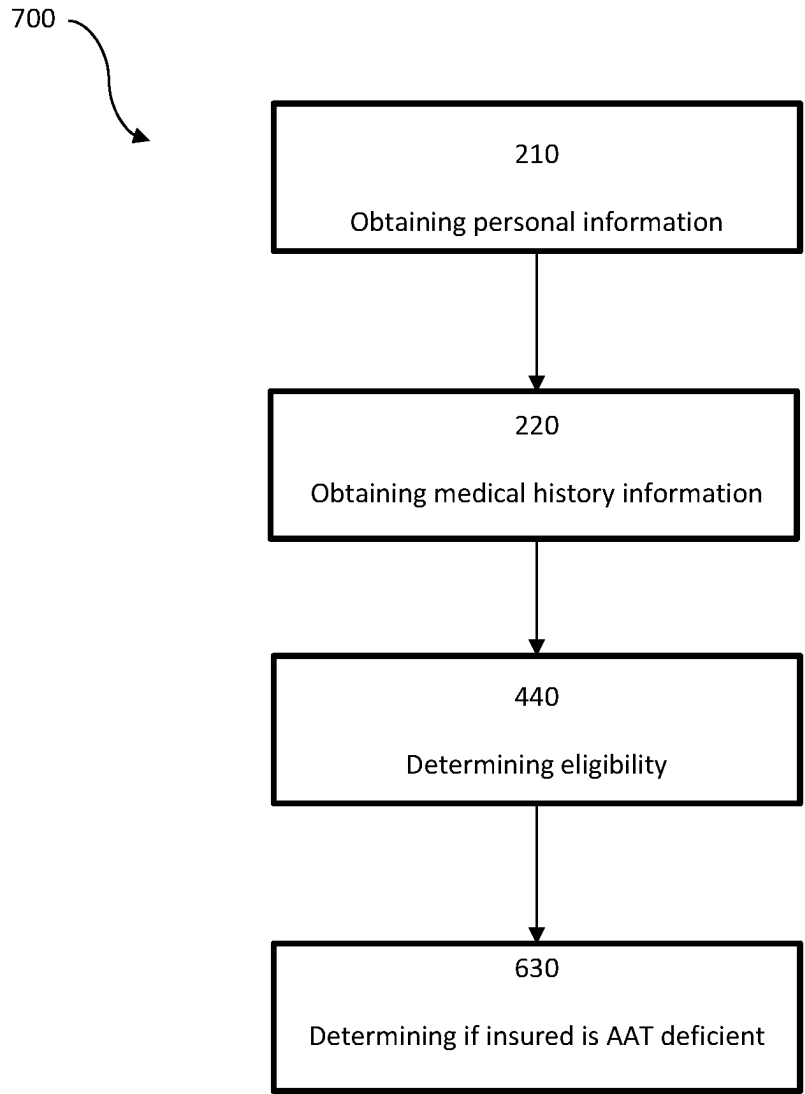 700
210
Obtaining personal information
220
Obtaining medical history information
440
Determining eligibility
630
Determining if insured is AAT deficient